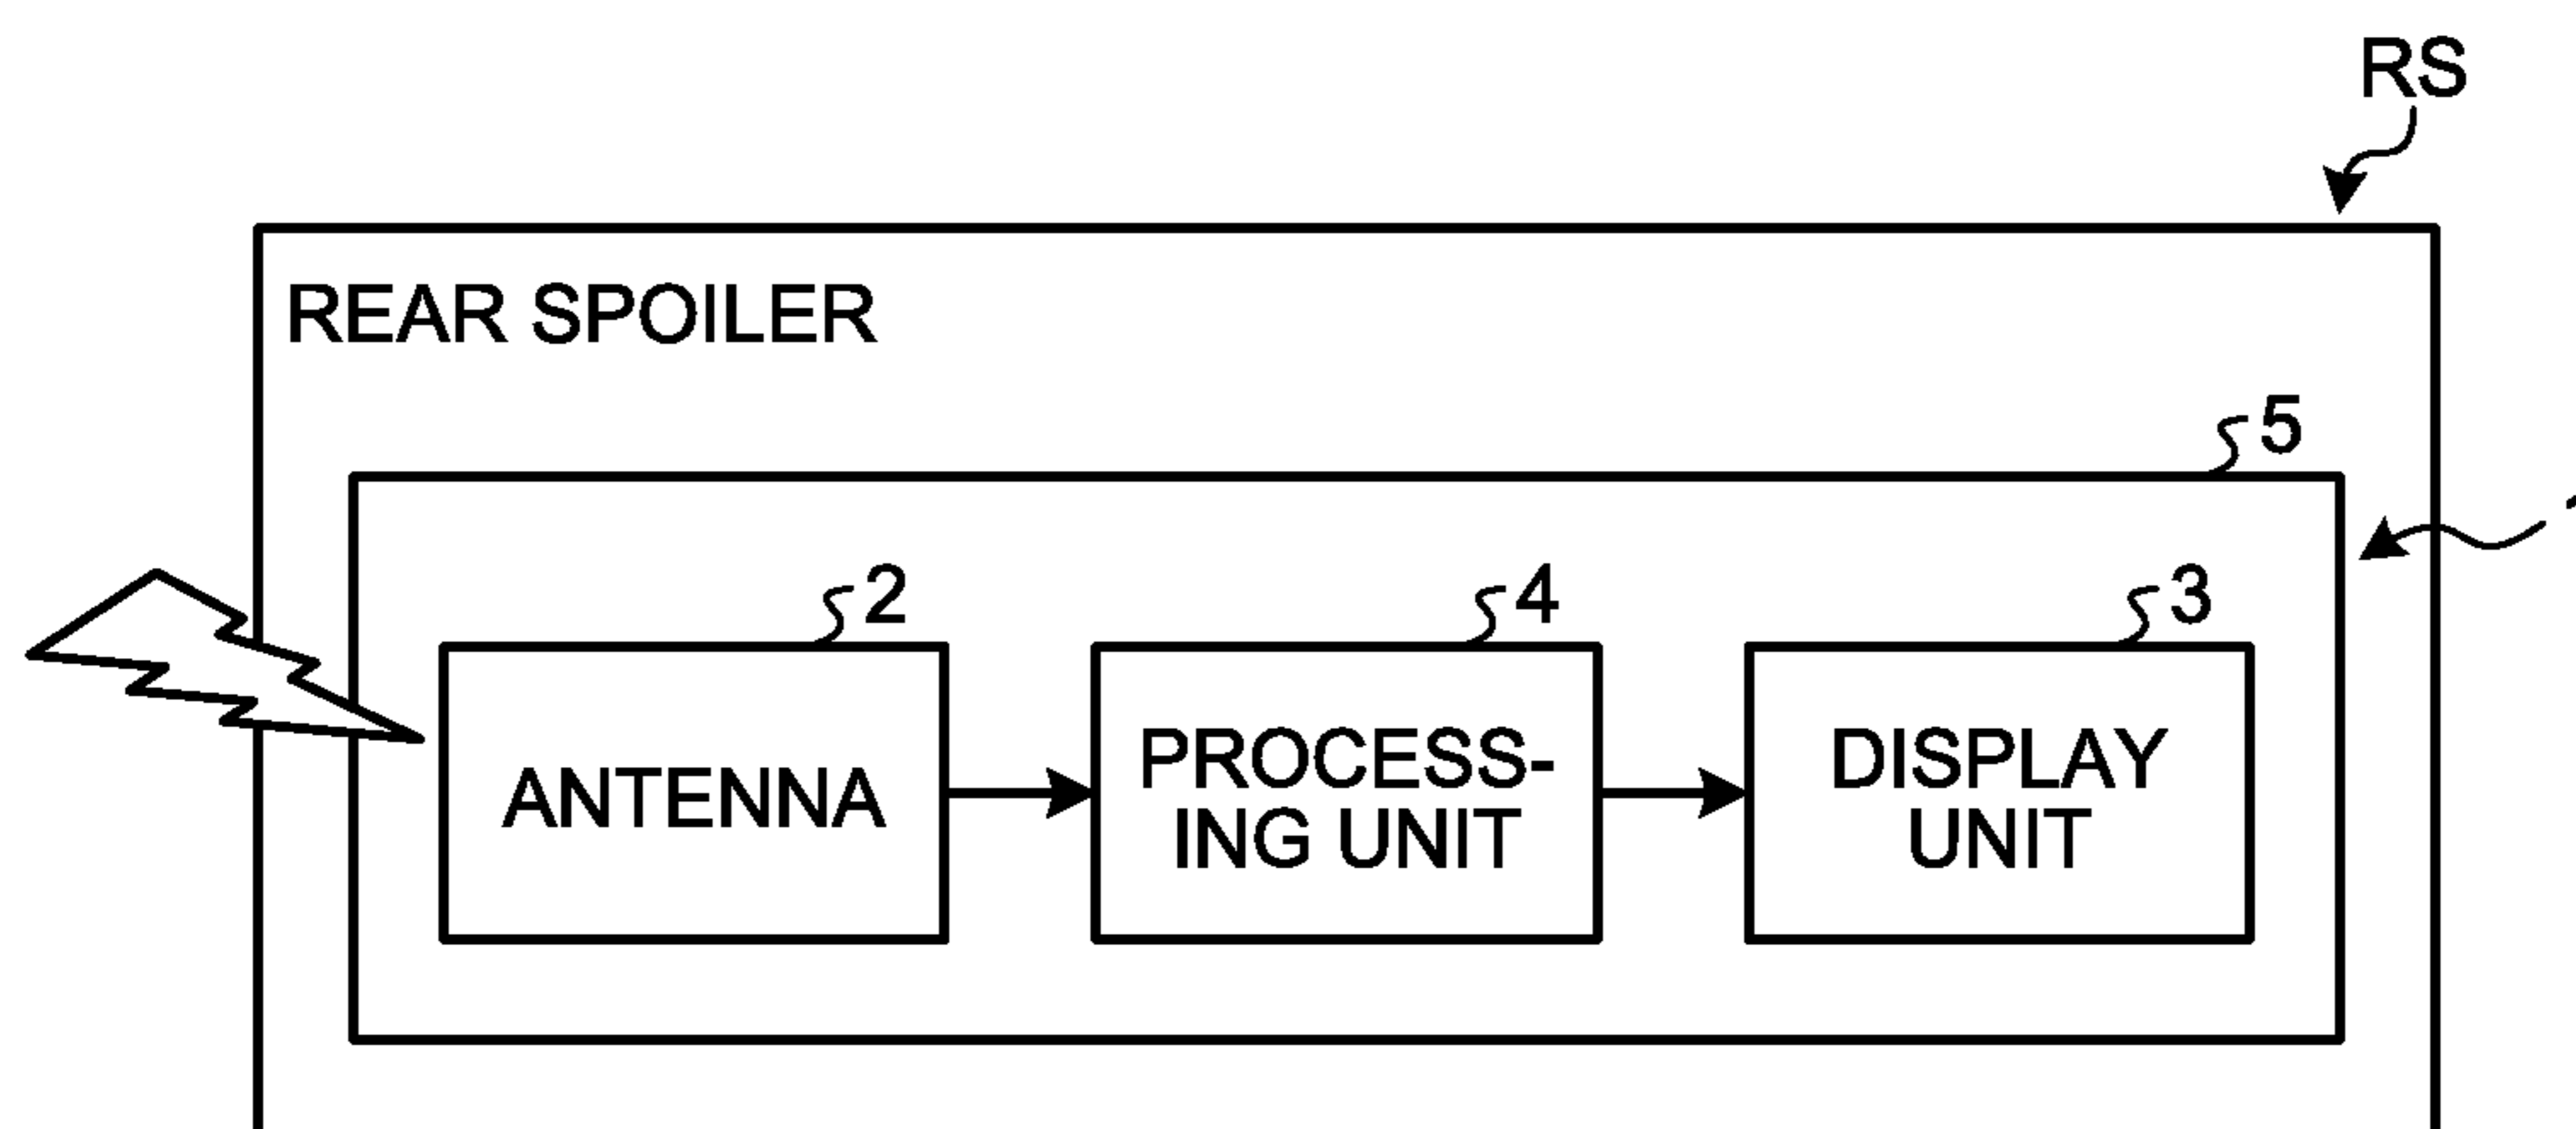 RS
REAR SPOILER
5
2
4
3
ANTENNA
PROCESS-
ING UNIT
DISPLAY
UNIT